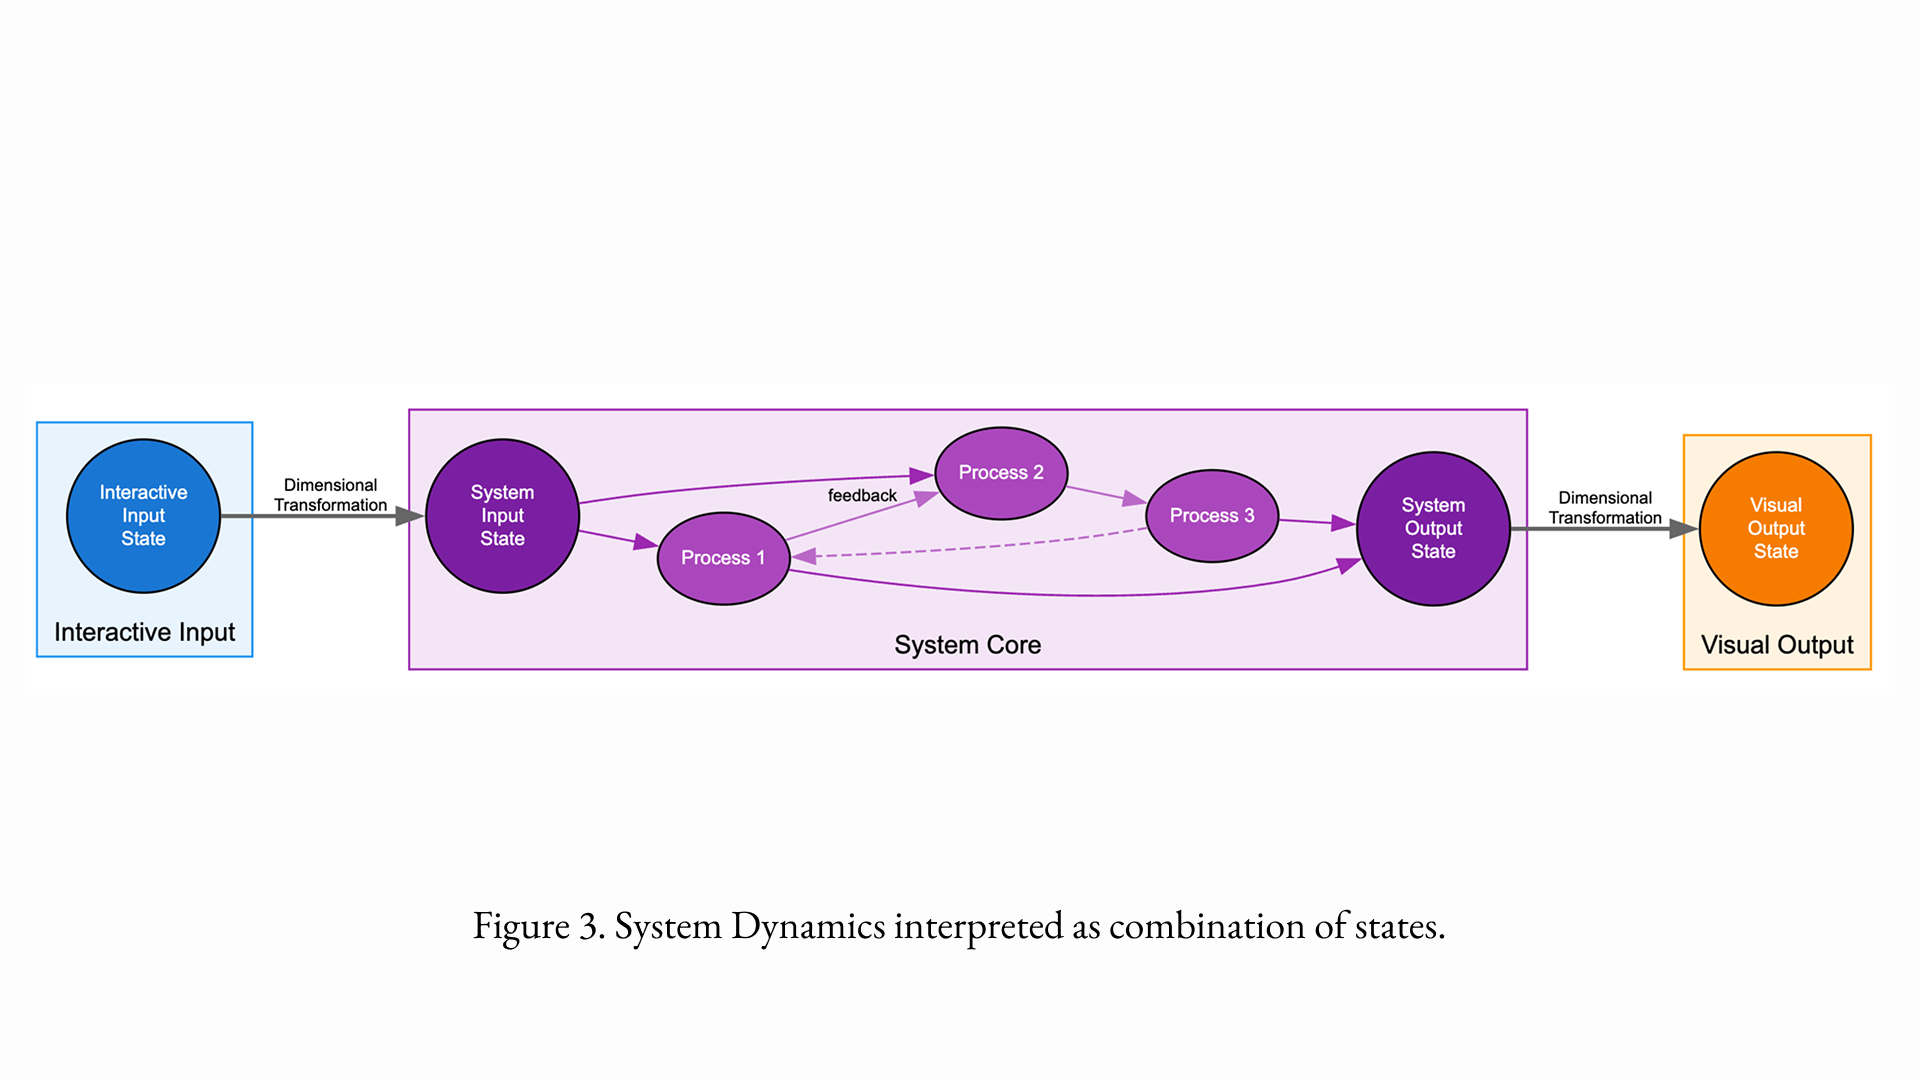 Interactive
Input
State
Interactive Input
Dimensional
Transformation
System
Input
State
Process 1
feedback
Process 2
Process 3
System
Output
State
System Core
Dimensional
Transformation
Visual
Output
State
Visual Output
Figure 3. System Dynamics interpreted as combination of states.